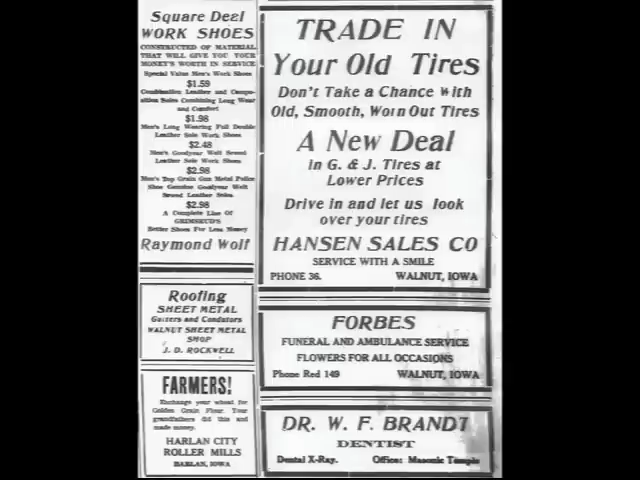 Square Deal
WORK SHOES
CONSTRUCTED OF MATERIAL
THAT WILL GIVE YOU YOUR
MONEY'S WORTH IN SERVICE
Special Value Men's Work Shoes
$1.59
Combination Leather and Compo-
sition Soles Combining Long Wear
and Comfort
$1.98
Men's Long Wearing Full Double
Leather Sole Work Shoes
$2.48
Men's Goodyear Welt Sewed
Leather Sole Work Shoes
$2.98
Men's Top Grain Gun Metal Police
Shoe Genuine Goodyear Welt
Sewed Leather Soles
$2.98
A Complete Line Of
Better Shoes For Less Money
Raymond Wolf
Roofing
SHEET METAL
Gutters and Condutors
WALNUT SHEET METAL
SHOP
J. D. ROCKWELL
FARMERS!
Exchange your wheat for
Golden Grain Flour. Your
grandfathers did this and
made money.
HARLAN CITY
ROLLER MILLS
HARLAN, IOWA
TRADE IN
Your Old Tires
Don't Take a Chance With
Old, Smooth, Worn Out Tires
A New Deal
in G. & J. Tires at
Lower Prices
Drive in and let us look
over your tires
HANSEN SALES CO
SERVICE WITH A SMILE
PHONE 36. WALNUT, IOWA
FORBES
FUNERAL AND AMBULANCE SERVICE
FLOWERS FOR ALL OCCASIONS
Phone Red 149 WALNUT, IOWA
DR. W. F. BRANDT
DENTIST
Dental X-Ray. Office: Masonic Temple